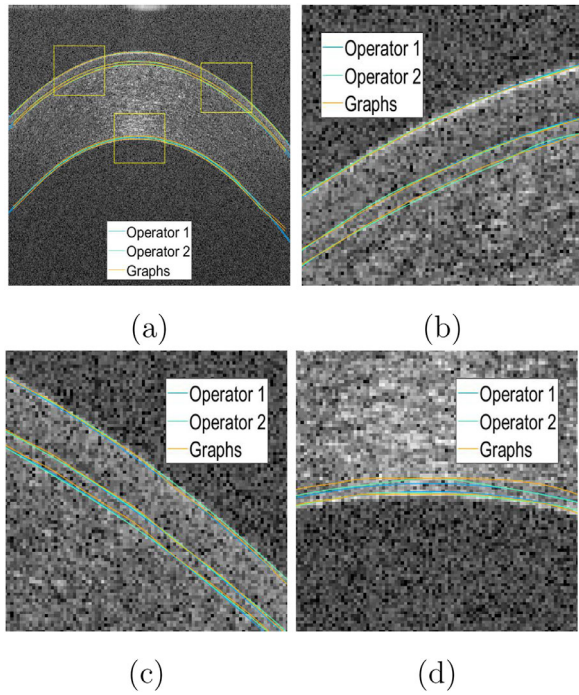 Operator 1
Operator 2
Graphs
Operator 1
Operator 2
Graphs
(a)
(b)
Operator 1
Operator 2
Graphs
Operator 1
Operator 2
Graphs
(c)
(d)